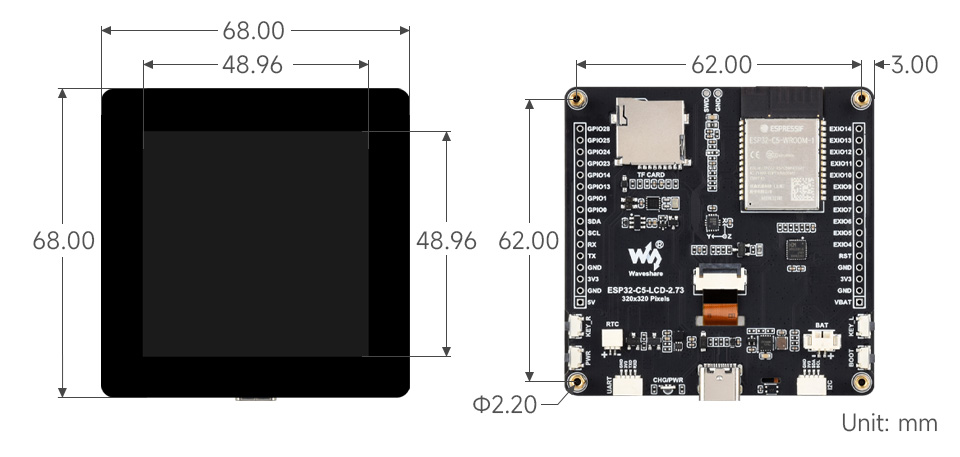 68.00
48.96
68.00
48.96
62.00
3.00
62.00
Φ2.20
SWD
GND
ESPRESSIF
ESP32-C5-WROOM-1
TF CARD
GPIO26
GPIO25
GPIO24
GPIO23
GPIO14
GPIO13
GPIO1
GPIO0
SDA
SCL
RX
TX
GND
3V3
GND
5V
EXIO14
EXIO13
EXIO12
EXIO11
EXIO10
EXIO9
EXIO8
EXIO7
EXIO6
EXIO5
EXIO4
RST
GND
3V3
GND
VBAT
Waveshare
ESP32-C5-LCD-2.73
320x320 Pixels
KEY_R
PWR
RTC
UART
CHG/PWR
BAT
KEY_L
BOOT
I2C
Unit: mm